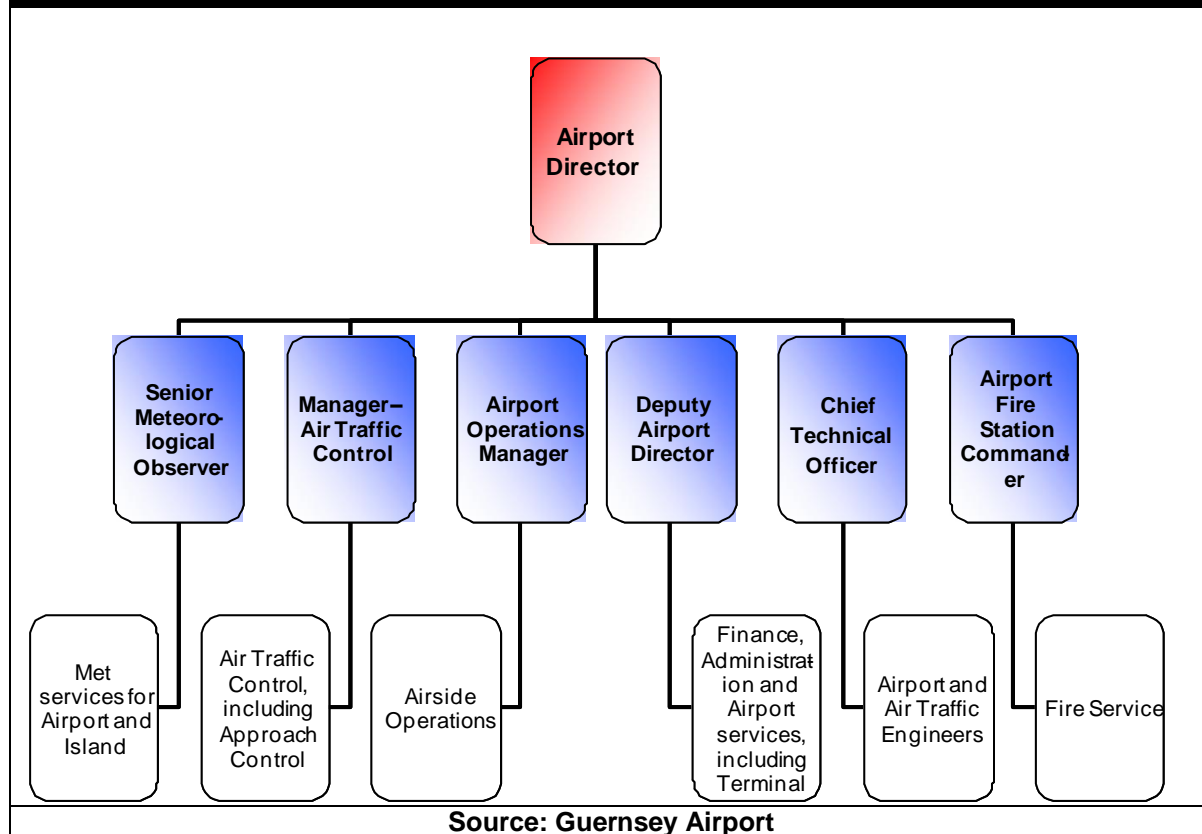 Airport
Director
Senior
Meteoro-
logical
Observer
Manager–
Air Traffic
Control
Airport
Operations
Manager
Deputy
Airport
Director
Chief
Technical
Officer
Airport
Fire
Station
Command-
er
Met
services for
Airport and
Island
Air Traffic
Control,
including
Approach
Control
Airside
Operations
Finance,
Administrat-
ion and
Airport
services,
including
Terminal
Airport and
Air Traffic
Engineers
Fire Service
Source: Guernsey Airport